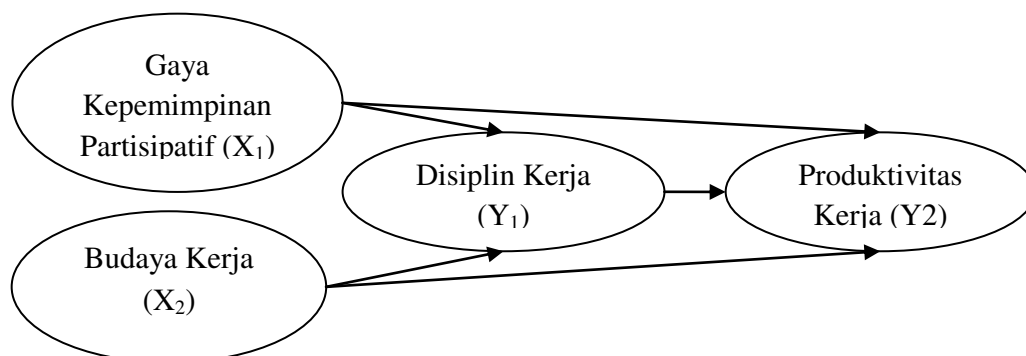 Gaya
Kepemimpinan
Partisipatif (X₁)
Disiplin Kerja
(Y₁)
Produktivitas
Kerja (Y2)
Budaya Kerja
(X₂)